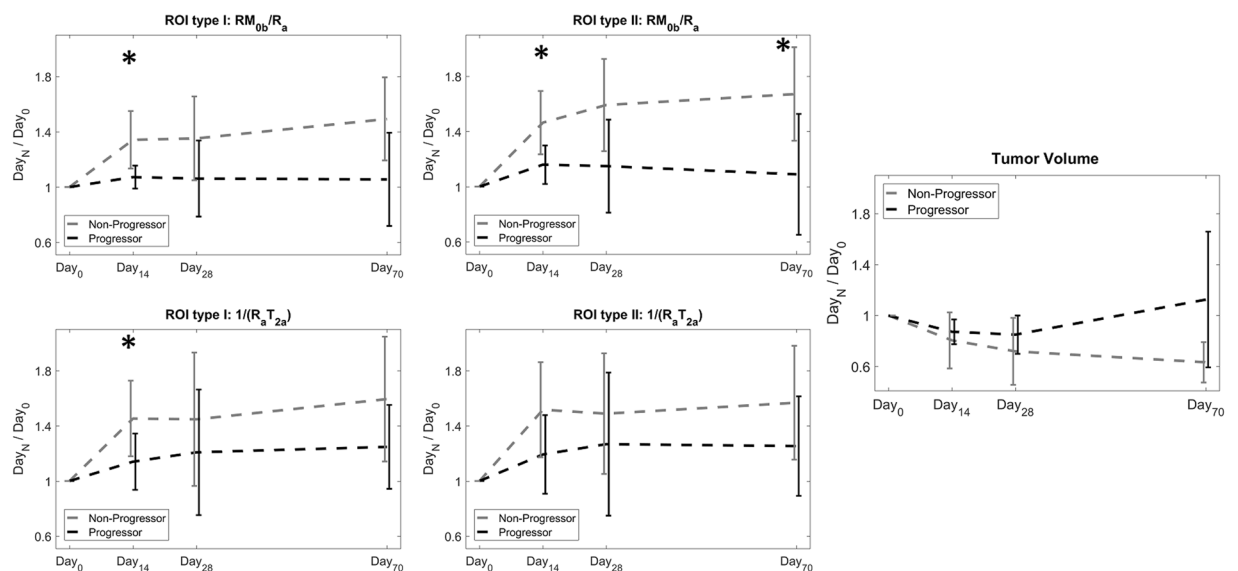 ROI type I: RM0b/Ra
*
1.8
1.4
1
0.6
DayN / Day0
Non-Progressor
Progressor
Day0 Day14 Day28 Day70
ROI type II: RM0b/Ra
* *
1.8
1.4
1
0.6
Non-Progressor
Progressor
Day0 Day14 Day28 Day70
ROI type I: 1/(RaT2a)
*
1.8
1.4
1
0.6
DayN / Day0
Non-Progressor
Progressor
Day0 Day14 Day28 Day70
ROI type II: 1/(RaT2a)
1.8
1.4
1
0.6
Non-Progressor
Progressor
Day0 Day14 Day28 Day70
Tumor Volume
Non-Progressor
Progressor
1.8
1.4
1
0.6
DayN / Day0
Day0 Day14 Day28 Day70